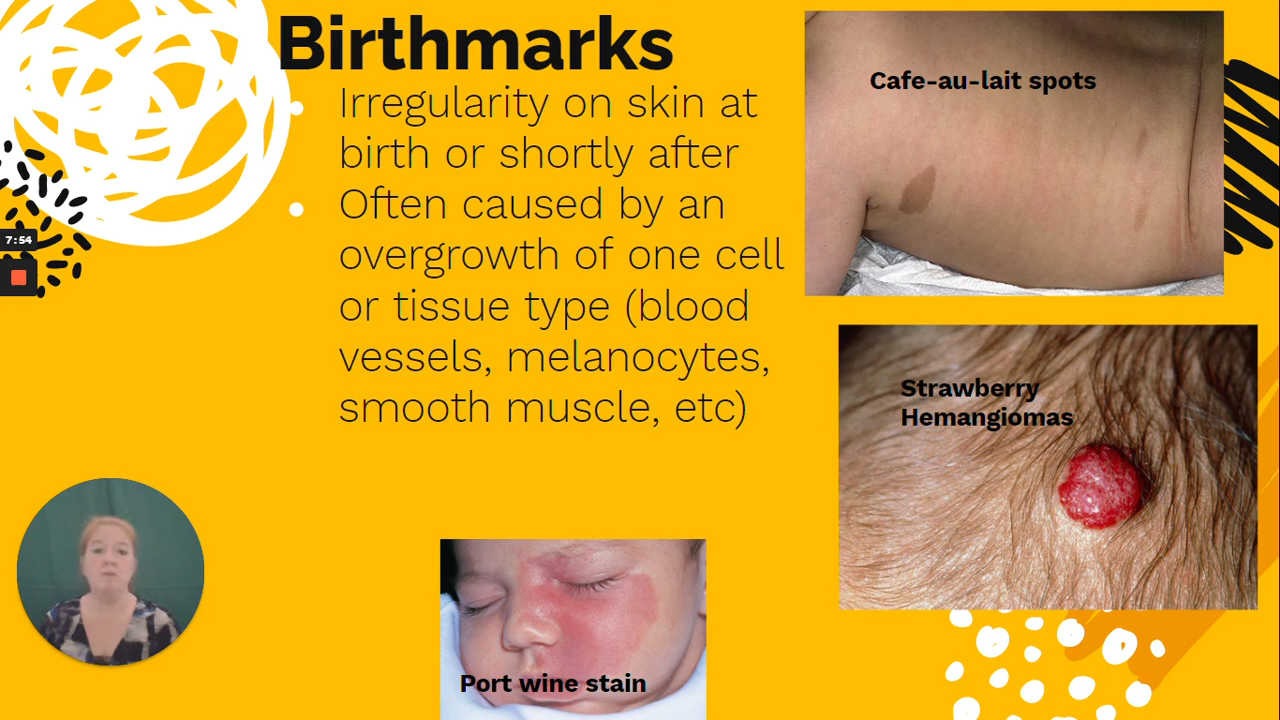 Birthmarks
Irregularity on skin at
birth or shortly after
Often caused by an
overgrowth of one cell
or tissue type (blood
vessels, melanocytes,
smooth muscle, etc)
Cafe-au-lait spots
Strawberry
Hemangiomas
Port wine stain
7:54